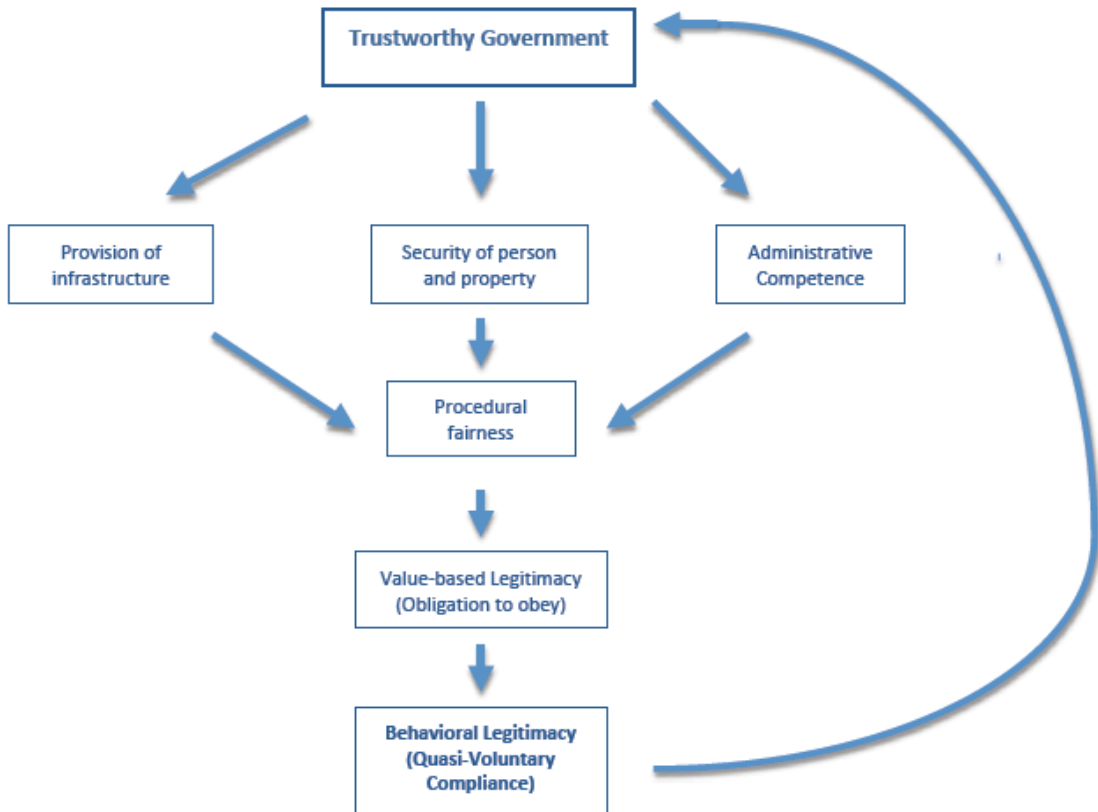 Trustworthy Government
Provision of
infrastructure
Security of person
and property
Administrative
Competence
Procedural
fairness
Value-based Legitimacy
(Obligation to obey)
Behavioral Legitimacy
(Quasi-Voluntary
Compliance)